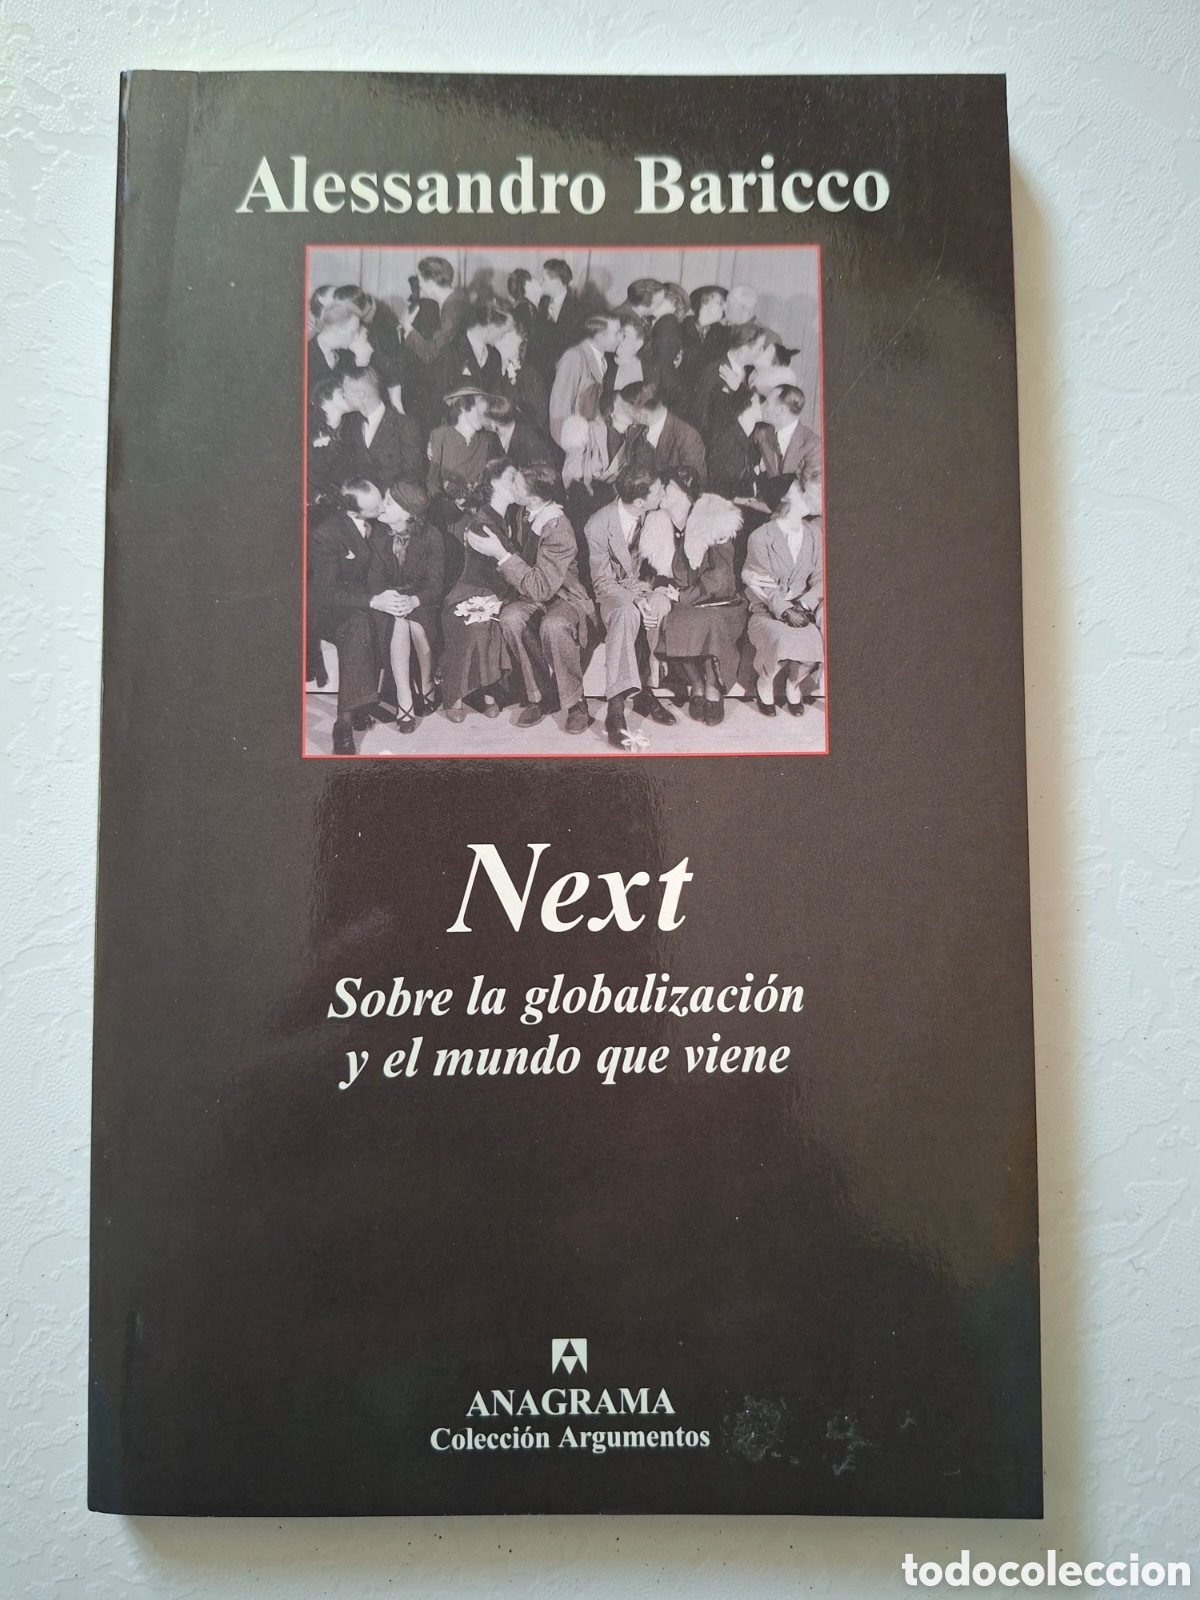 Alessandro Baricco
Next
Sobre la globalización
y el mundo que viene
ANAGRAMA
Colección Argumentos
todocoleccion